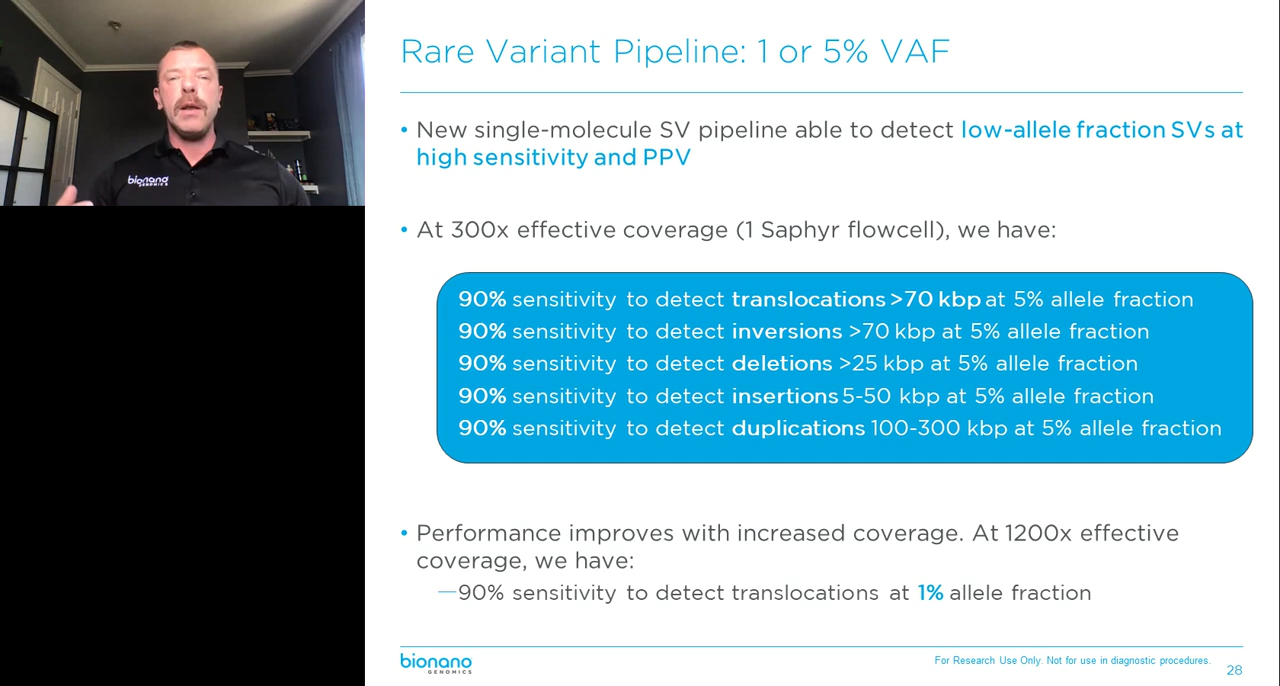 bionano
GENOMICS
Rare Variant Pipeline: 1 or 5% VAF
• New single-molecule SV pipeline able to detect low-allele fraction SVs at
high sensitivity and PPV
• At 300x effective coverage (1 Saphyr flowcell), we have:
90% sensitivity to detect translocations >70 kbp at 5% allele fraction
90% sensitivity to detect inversions >70 kbp at 5% allele fraction
90% sensitivity to detect deletions >25 kbp at 5% allele fraction
90% sensitivity to detect insertions 5-50 kbp at 5% allele fraction
90% sensitivity to detect duplications 100-300 kbp at 5% allele fraction
• Performance improves with increased coverage. At 1200x effective
coverage, we have:
—90% sensitivity to detect translocations at 1% allele fraction
bionano
GENOMICS
For Research Use Only. Not for use in diagnostic procedures.
28